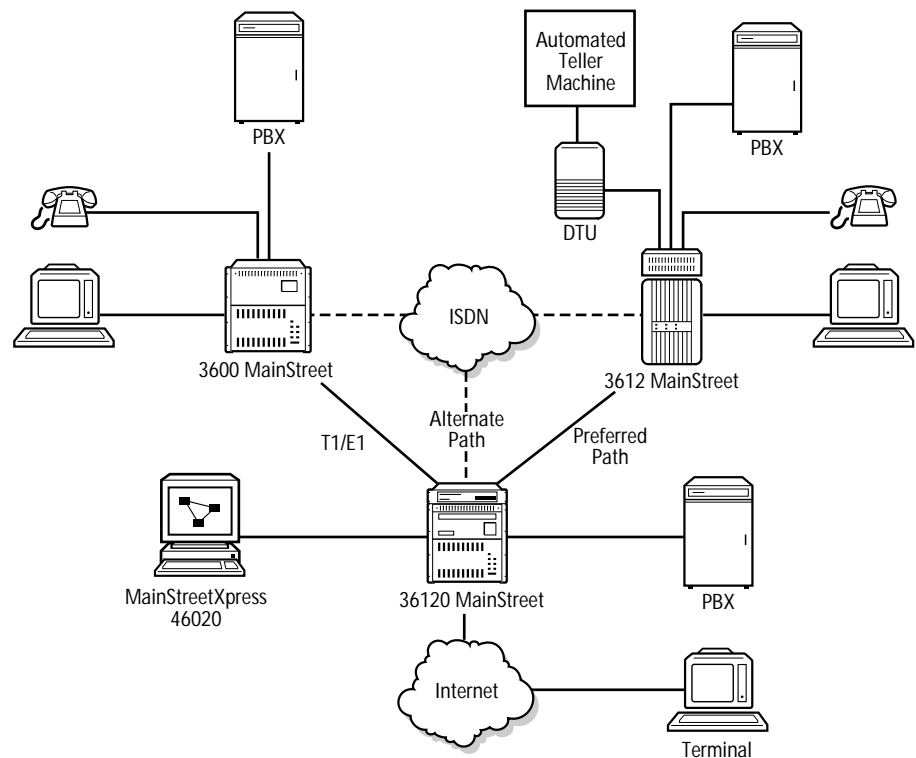 Automated
Teller
Machine
PBX
PBX
DTU
ISDN
3600 MainStreet
3612 MainStreet
Alternate
Path
T1/E1
Preferred
Path
MainStreetXpress
46020
36120 MainStreet
PBX
Internet
Terminal